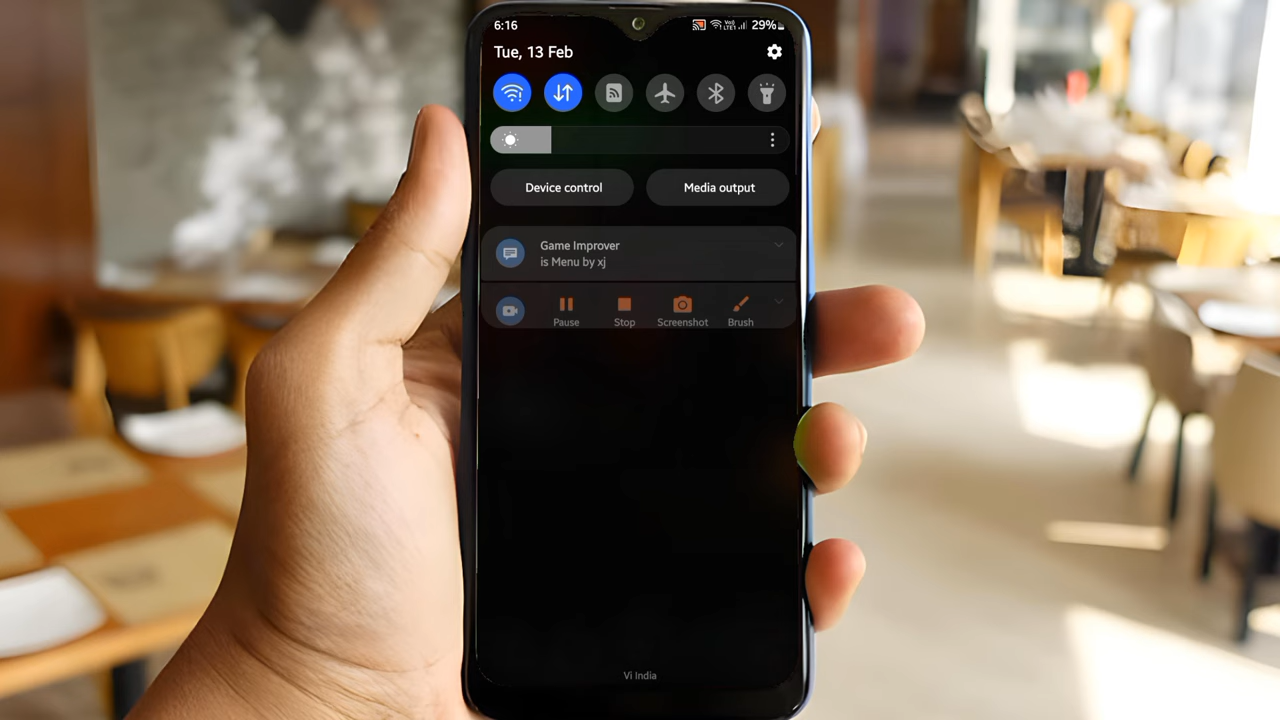 6:16
29%
Tue, 13 Feb
Device control
Media output
Game Improver
is Menu by xj
Pause
Stop
Screenshot
Brush
Vi India